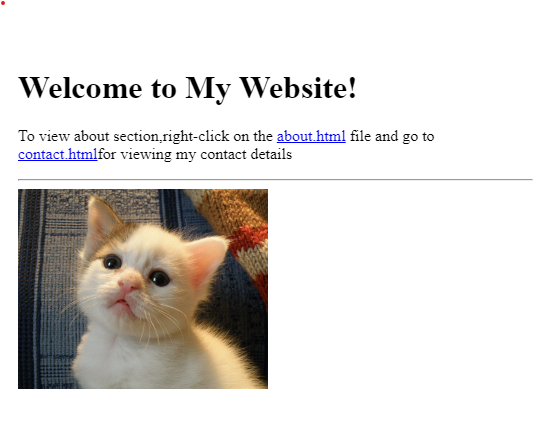 Welcome to My Website!
To view about section,right-click on the about.html file and go to
contact.htmlfor viewing my contact details